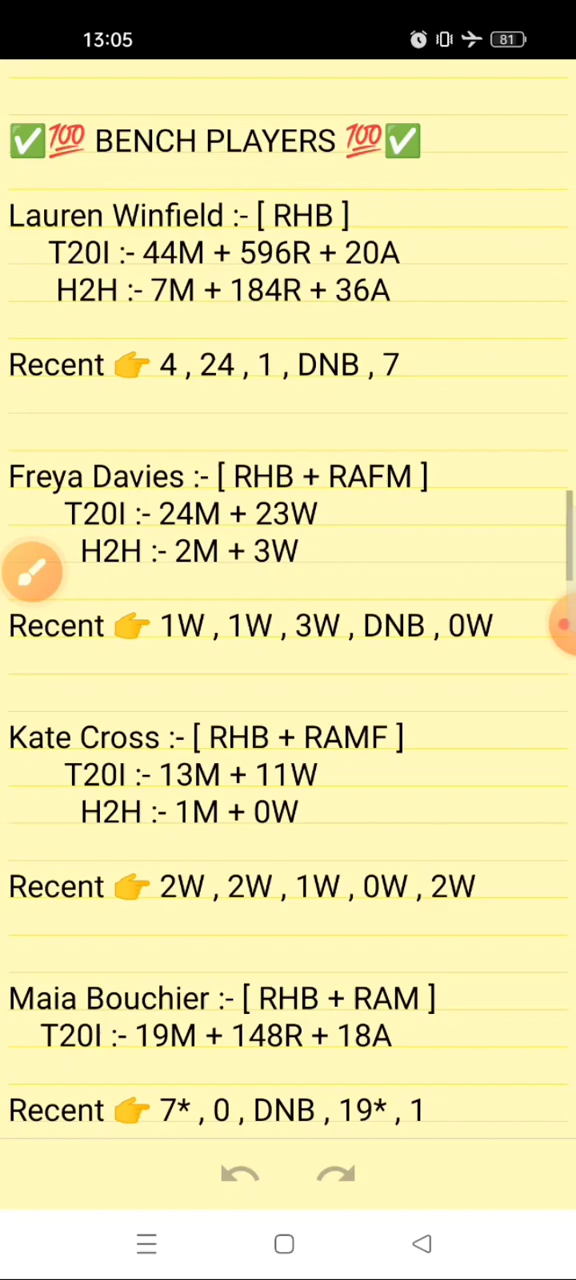 13:05
81
✅💯 BENCH PLAYERS 💯✅
Lauren Winfield :- [ RHB ]
T20I :- 44M + 596R + 20A
H2H :- 7M + 184R + 36A
Recent 👉 4 , 24 , 1 , DNB , 7
Freya Davies :- [ RHB + RAFM ]
T20I :- 24M + 23W
H2H :- 2M + 3W
Recent 👉 1W , 1W , 3W , DNB , 0W
Kate Cross :- [ RHB + RAMF ]
T20I :- 13M + 11W
H2H :- 1M + 0W
Recent 👉 2W , 2W , 1W , 0W , 2W
Maia Bouchier :- [ RHB + RAM ]
T20I :- 19M + 148R + 18A
Recent 👉 7* , 0 , DNB , 19* , 1